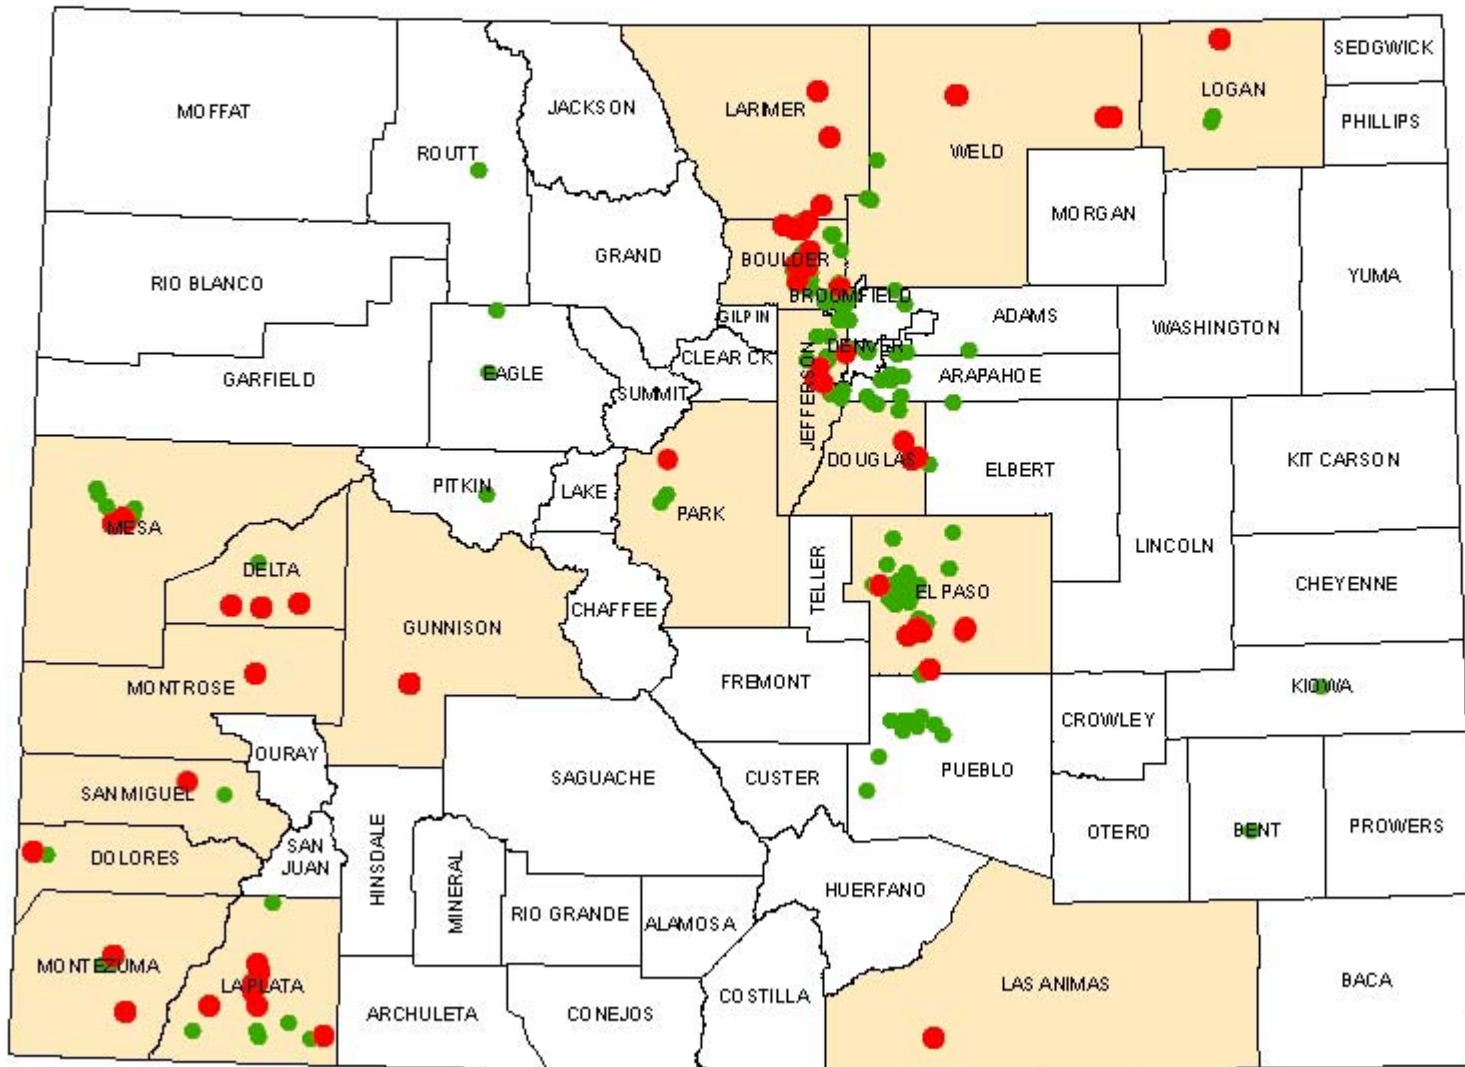 SEDGWICK
LOGAN
MOFFAT
JACKSON
LARIMER
PHILLIPS
ROUTT
WELD
MORGAN
RIO BLANCO
GRAND
BOULDER
YUMA
BROOMFIELD
GILPIN
ADAMS
WASHINGTON
CLEAR CK
DENVER
GARFIELD
EAGLE
SUMMIT
JEFFERSON
ARAPAHOE
DOUGLAS
ELBERT
KIT CARSON
PITKIN
LAKE
PARK
MESA
LINCOLN
DELTA
CHAFFEE
TELLER
EL PASO
CHEYENNE
GUNNISON
MONTROSE
FREMONT
KIOWA
CROWLEY
OURAY
SAGUACHE
CUSTER
PUEBLO
SAN MIGUEL
OTERO
BENT
PROWERS
DOLORES
SAN
JUAN
HINSDALE
MINERAL
HUERFANO
RIO GRANDE
ALAMOSA
MONTEZUMA
LA PLATA
LAS ANIMAS
BACA
ARCHULETA
CONEJOS
COSTILLA